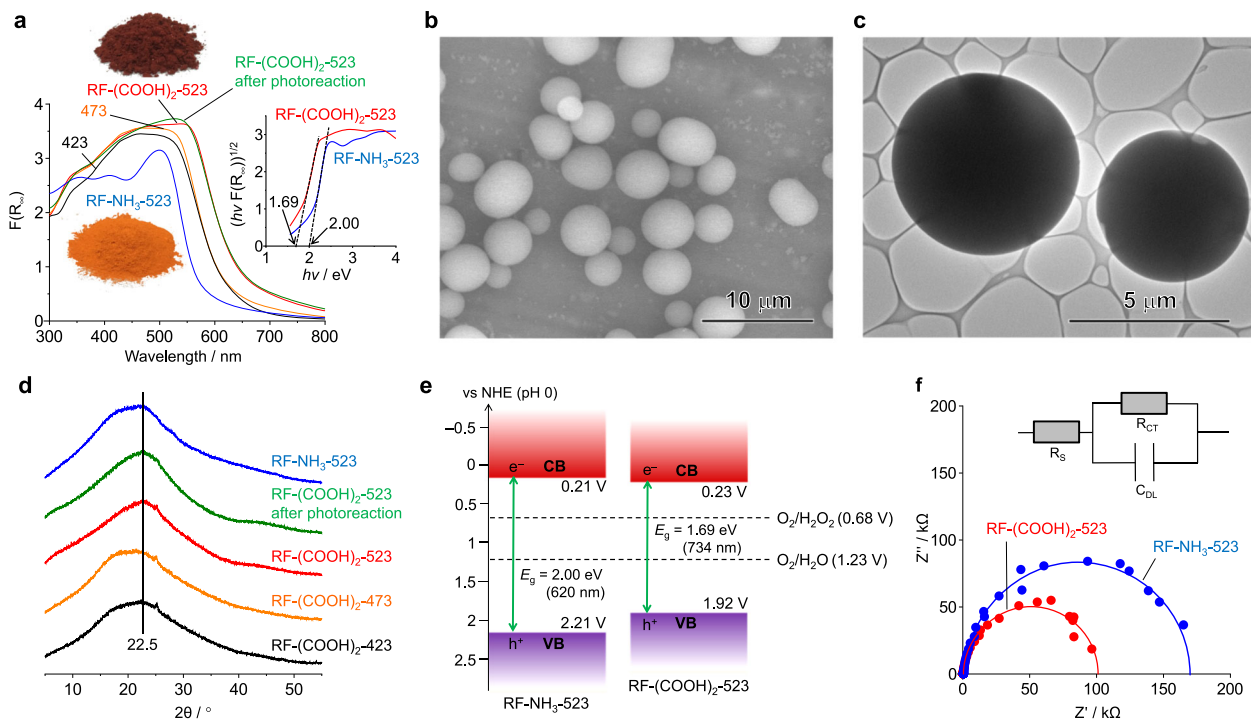 a
RF-(COOH)₂-523
RF-(COOH)₂-523
after photoreaction
473
423
RF-NH₃-523
4
3
2
1
0
F(R∞)
300 400 500 600 700 800
Wavelength / nm
RF-(COOH)₂-523
RF-NH₃-523
(hν F(R∞))¹ᐟ²
3
2
1
0
1.69
2.00
1 2 3 4
hν / eV
b
10 μm
c
5 μm
d
RF-NH₃-523
RF-(COOH)₂-523
after photoreaction
RF-(COOH)₂-523
RF-(COOH)₂-473
RF-(COOH)₂-423
22.5
10 20 30 40 50
2θ / °
e
vs NHE (pH 0)
−0.5
0
0.5
1
1.5
2
2.5
e⁻ CB
0.21 V
e⁻ CB
0.23 V
O₂/H₂O₂ (0.68 V)
Eg = 1.69 eV
(734 nm)
O₂/H₂O (1.23 V)
Eg = 2.00 eV
(620 nm)
2.21 V
1.92 V
h⁺ VB
h⁺ VB
RF-NH₃-523
RF-(COOH)₂-523
f
200
150
100
50
0
Z'' / kΩ
RS
RCT
CDL
RF-(COOH)₂-523
RF-NH₃-523
0 50 100 150 200
Z' / kΩ